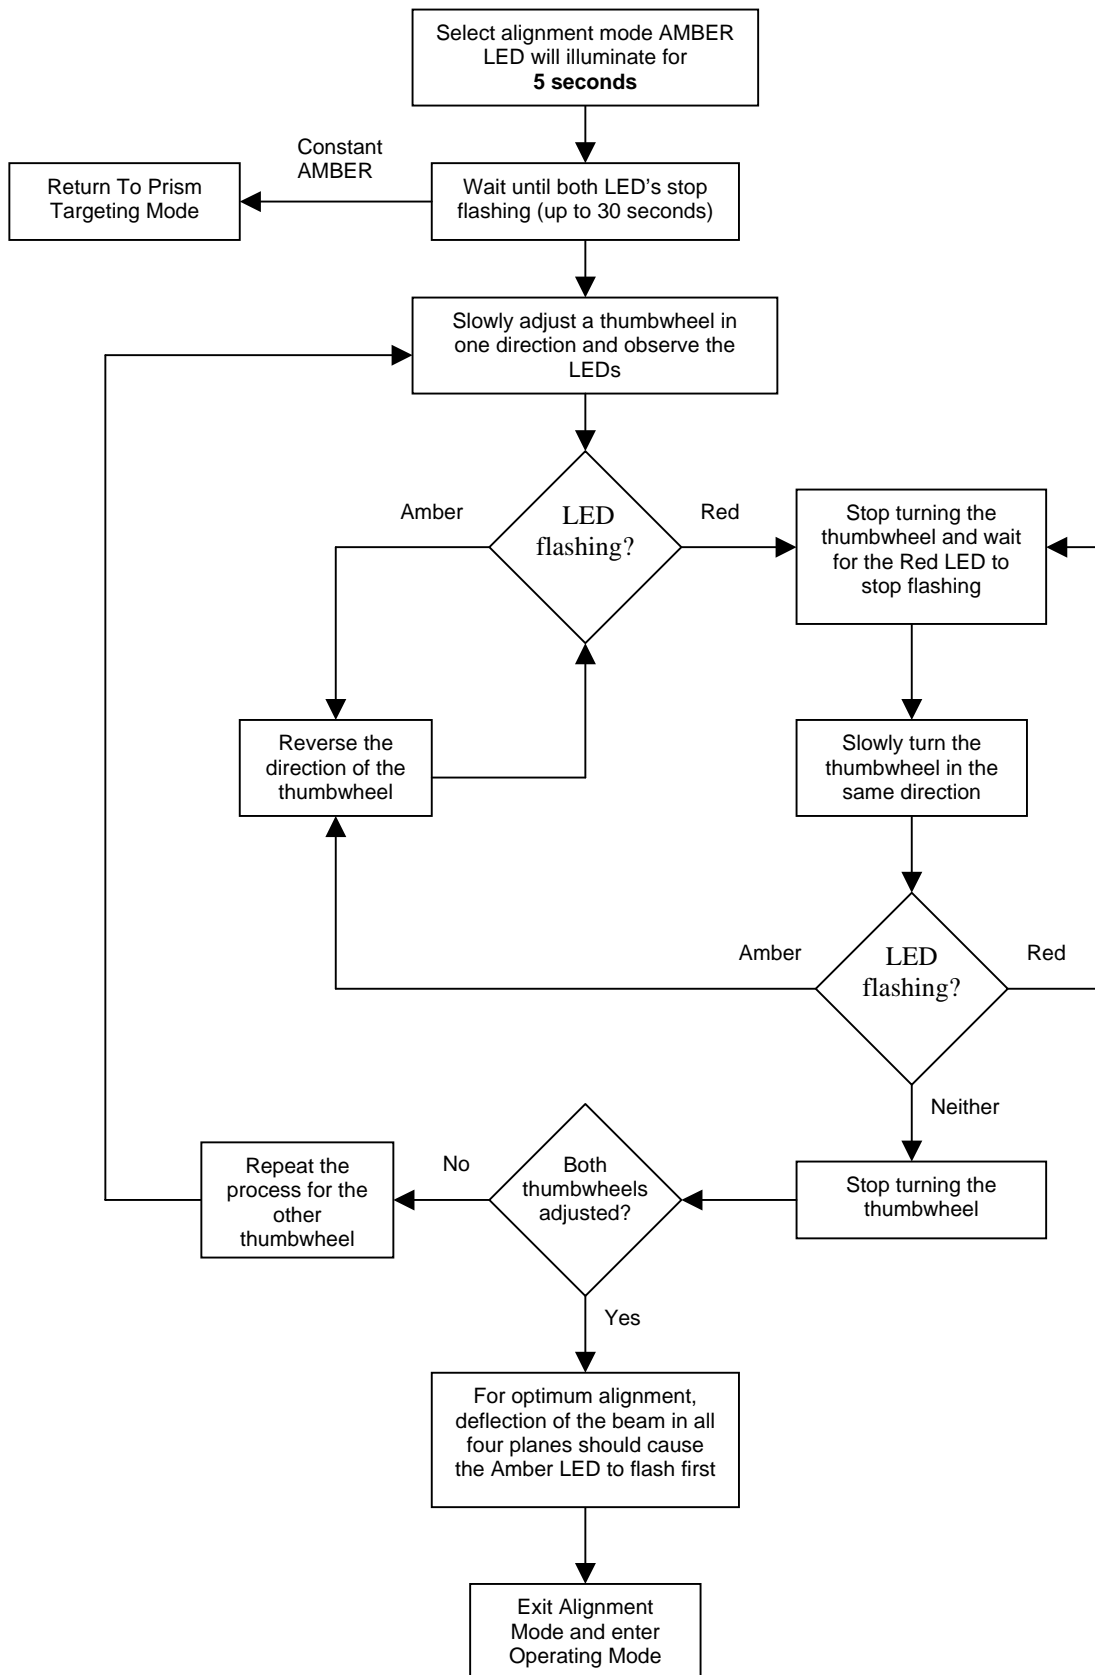 Select alignment mode AMBER
LED will illuminate for
5 seconds
Constant
AMBER
Return To Prism
Targeting Mode
Wait until both LED's stop
flashing (up to 30 seconds)
Slowly adjust a thumbwheel in
one direction and observe the
LEDs
Amber
LED
flashing?
Red
Stop turning the
thumbwheel and wait
for the Red LED to
stop flashing
Reverse the
direction of the
thumbwheel
Slowly turn the
thumbwheel in the
same direction
Amber
LED
flashing?
Red
Neither
Repeat the
process for the
other
thumbwheel
No
Both
thumbwheels
adjusted?
Stop turning the
thumbwheel
Yes
For optimum alignment,
deflection of the beam in all
four planes should cause
the Amber LED to flash first
Exit Alignment
Mode and enter
Operating Mode